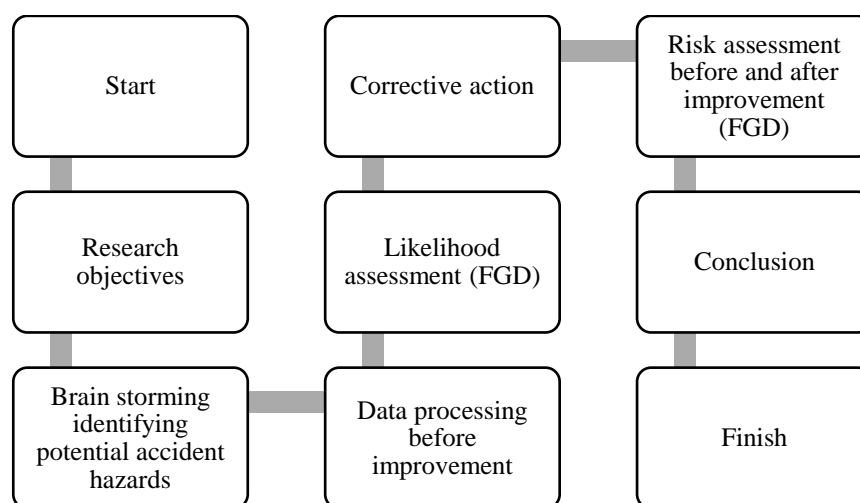 Start
Research
objectives
Brain storming
identifying
potential accident
hazards
Data processing
before
improvement
Likelihood
assessment (FGD)
Corrective action
Risk assessment
before and after
improvement
(FGD)
Conclusion
Finish